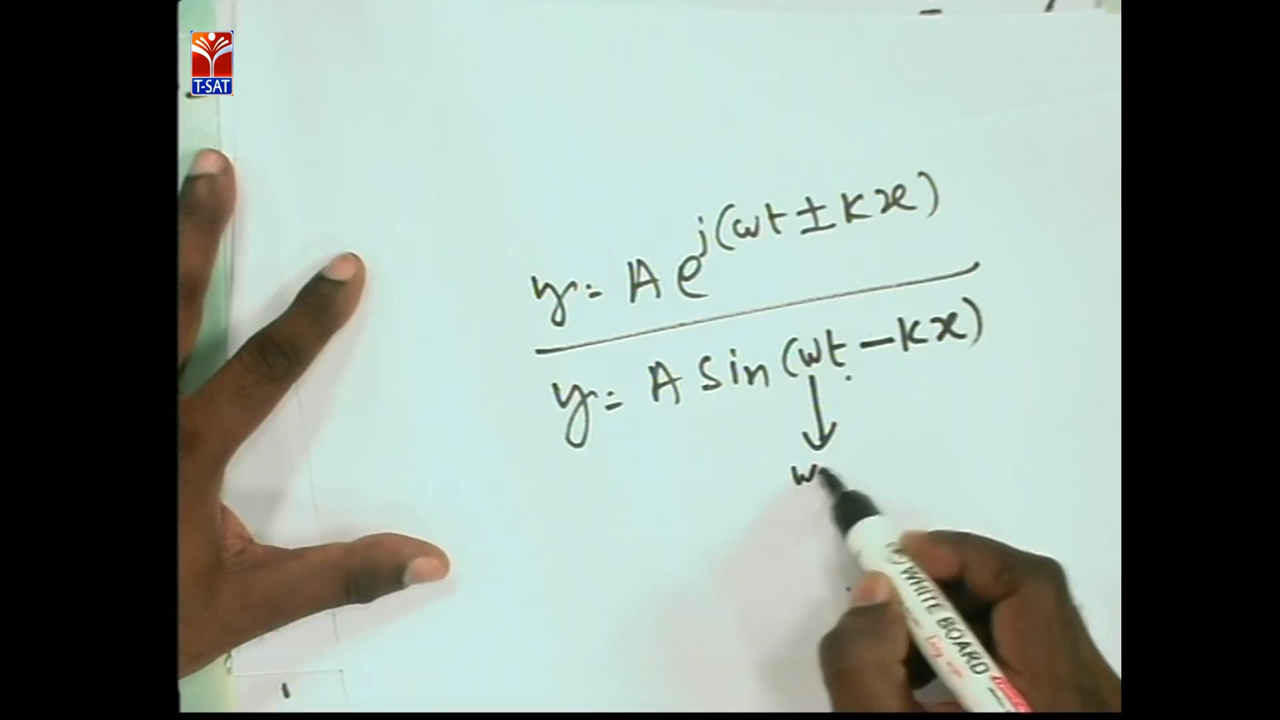 T-SAT
y = A e^{j(ωt ± kx)}
y = A sin (ωt − kx)
↓
w
WHITE BOARD